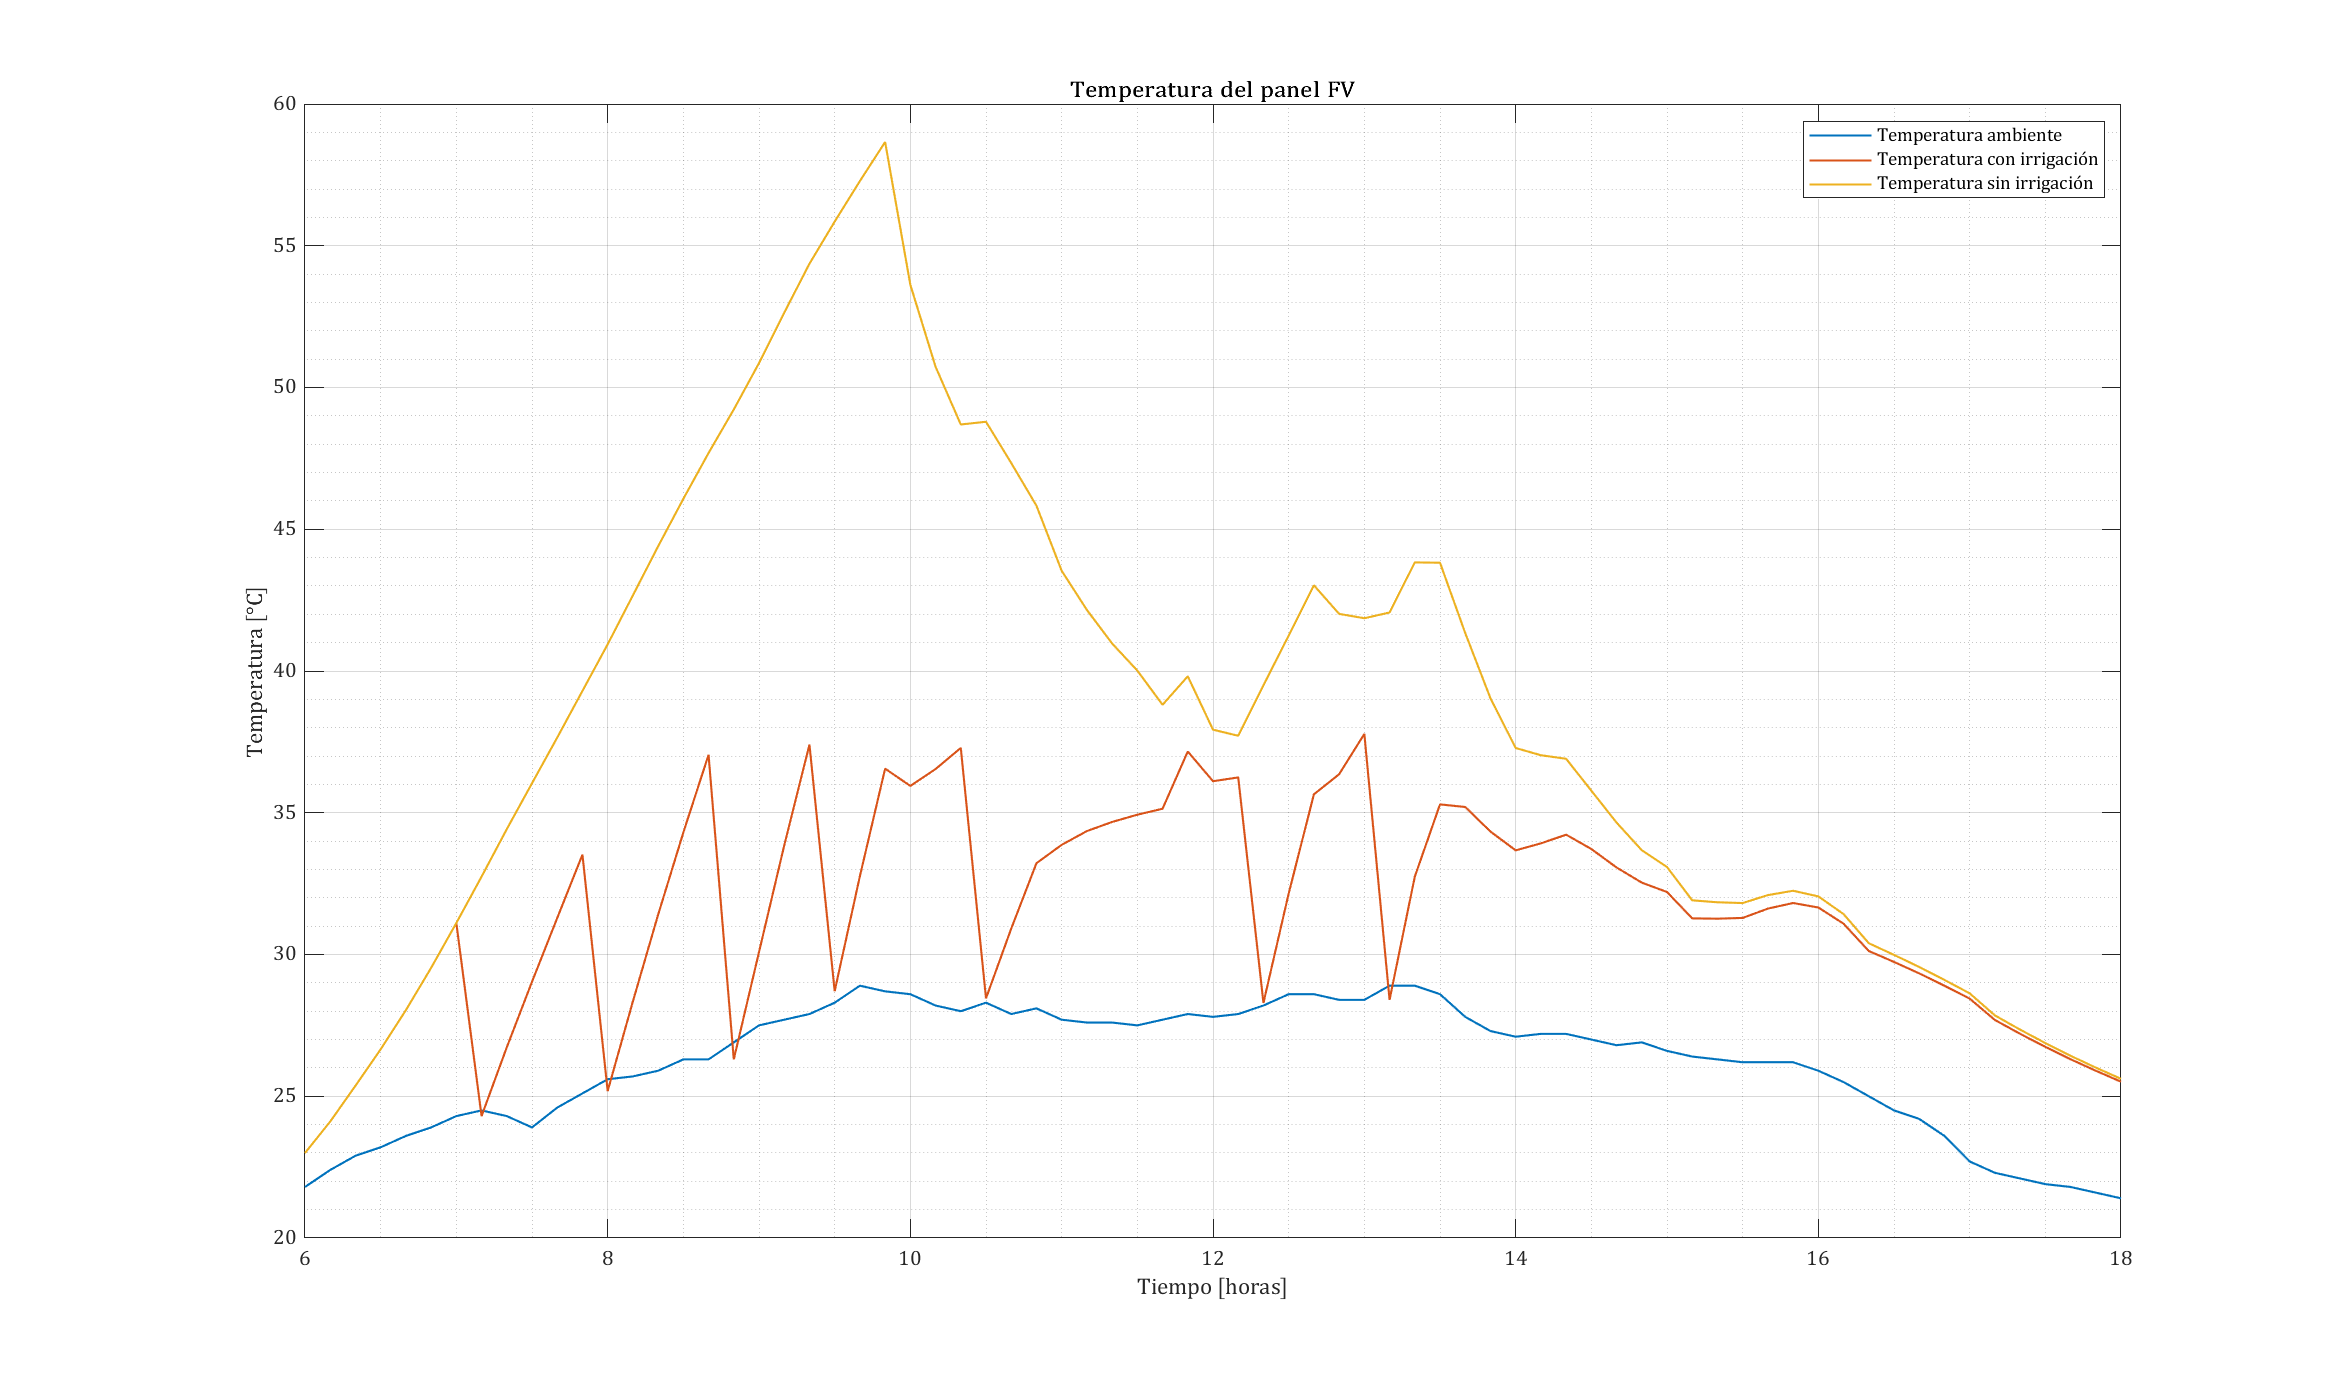 Temperatura del panel FV
Temperatura ambiente
Temperatura con irrigación
Temperatura sin irrigación
60
55
50
45
40
35
30
25
20
Temperatura [°C]
6 8 10 12 14 16 18
Tiempo [horas]